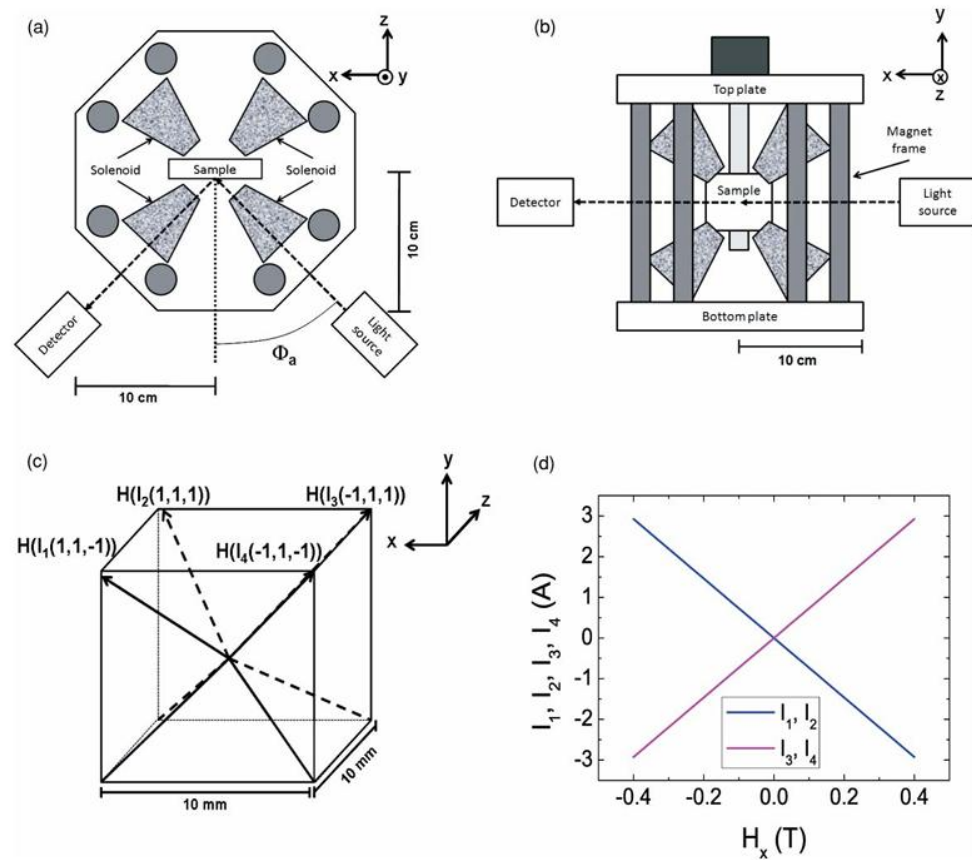 (a)
z
x
y
Solenoid
Sample
Solenoid
10 cm
Detector
Light source
Φa
10 cm
(b)
y
x
z
Top plate
Magnet
frame
Sample
Detector
Light
source
Bottom plate
10 cm
(c)
H(I2(1,1,1))
H(I3(-1,1,1))
H(I1(1,1,-1))
H(I4(-1,1,-1))
y
z
x
10 mm
10 mm
(d)
I1, I2, I3, I4 (A)
3
2
1
0
-1
-2
-3
I1, I2
I3, I4
-0.4 -0.2 0.0 0.2 0.4
Hx (T)